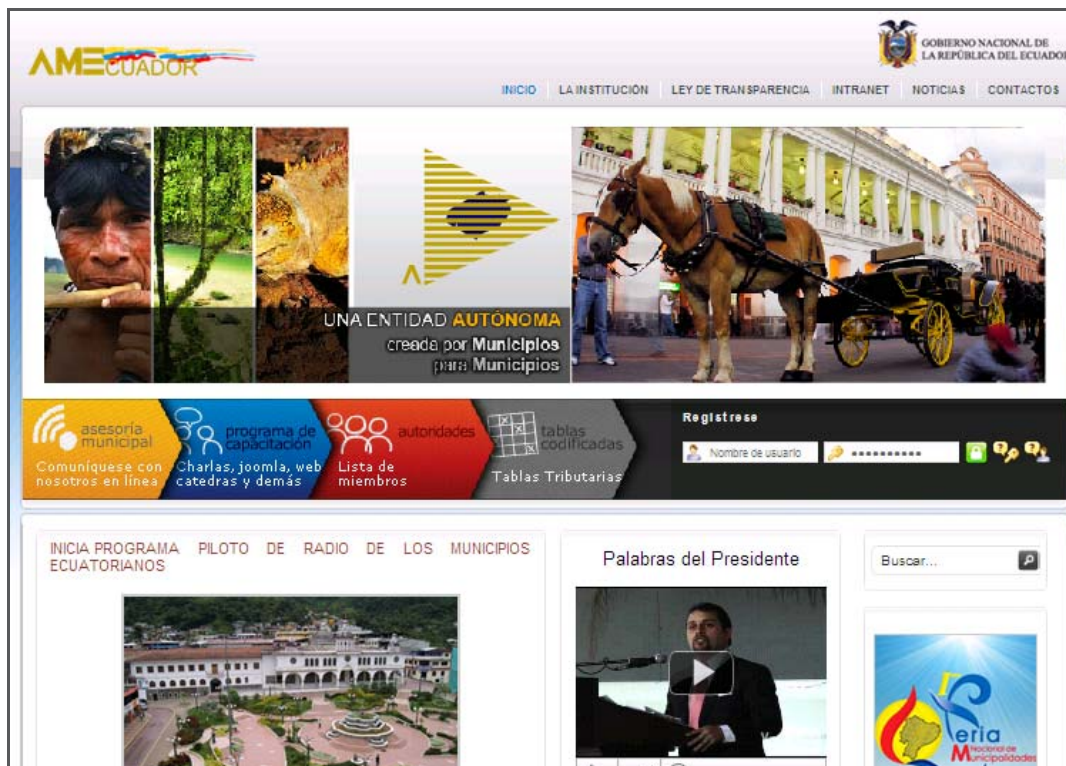 AMECUADOR
GOBIERNO NACIONAL DE
LA REPÚBLICA DEL ECUADOR
INICIO LA INSTITUCIÓN LEY DE TRANSPARENCIA INTRANET NOTICIAS CONTACTOS
UNA ENTIDAD AUTÓNOMA
creada por Municipios
para Municipios
asesoría
municipal
Comuníquese con
nosotros en línea
programa de
capacitación
Charlas, joomla, web
catedras y demás
autoridades
Lista de
miembros
tablas
codificadas
Tablas Tributarias
Registrese
Nombre de usuario
INICIA PROGRAMA PILOTO DE RADIO DE LOS MUNICIPIOS
ECUATORIANOS
Palabras del Presidente
Buscar...
Feria
Nacional de
Municipalidades